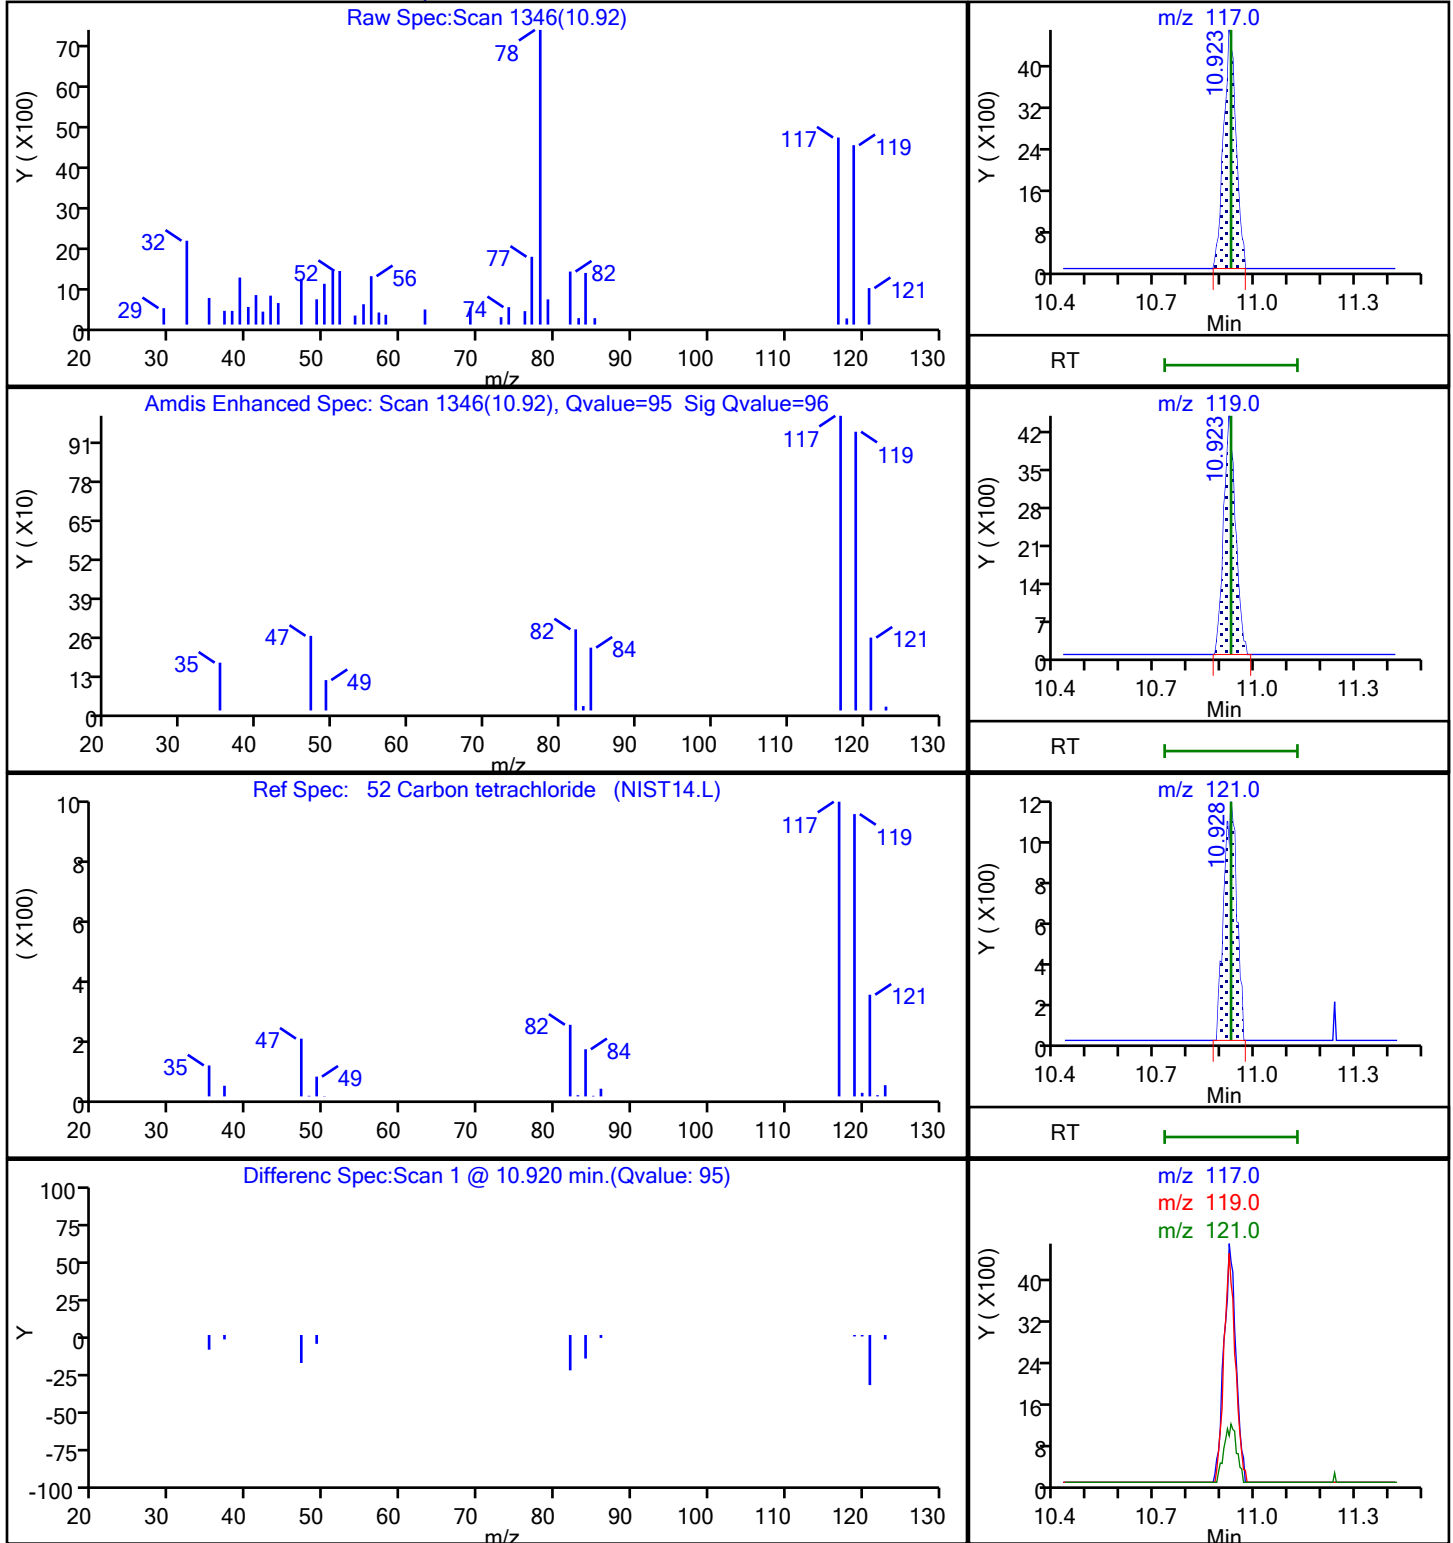 Raw Spec:Scan 1346(10.92)
Y ( X100)
70
60
50
40
30
20
10
0
78
117
119
32
77
52
56
82
29
74
121
20 30 40 50 60 70 80 90 100 110 120 130
m/z
m/z 117.0
Y ( X100)
40
32
24
16
8
0
10.923
10.4 10.7 11.0 11.3
Min
RT
Amdis Enhanced Spec: Scan 1346(10.92), Qvalue=95 Sig Qvalue=96
Y ( X10)
91
78
65
52
39
26
13
0
117
119
47
82
84
121
35
49
20 30 40 50 60 70 80 90 100 110 120 130
m/z
m/z 119.0
Y ( X100)
42
35
28
21
14
7
0
10.923
10.4 10.7 11.0 11.3
Min
RT
Ref Spec: 52 Carbon tetrachloride (NIST14.L)
( X100)
10
8
6
4
2
0
117
119
121
82
47
84
35
49
20 30 40 50 60 70 80 90 100 110 120 130
m/z 121.0
Y ( X100)
12
10
8
6
4
2
0
10.928
10.4 10.7 11.0 11.3
Min
RT
Differenc Spec:Scan 1 @ 10.920 min.(Qvalue: 95)
Y
100
75
50
25
0
-25
-50
-75
-100
20 30 40 50 60 70 80 90 100 110 120 130
m/z
m/z 117.0
m/z 119.0
m/z 121.0
Y ( X100)
40
32
24
16
8
0
10.4 10.7 11.0 11.3
Min